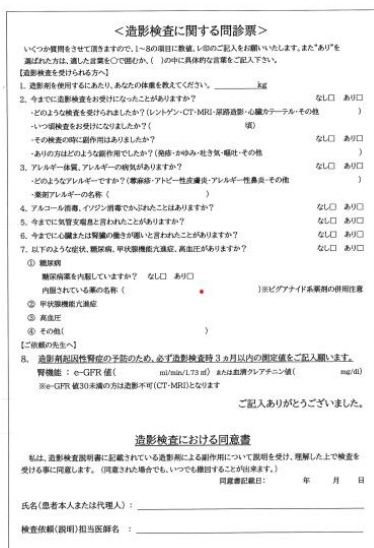 ＜造影検査に関する問診票＞
いくつか質問をさせて頂きますので、1～8の項目に数値、レ印のご記入をお願いいたします。また"あり"を
選ばれた方は、適した言葉を○で囲むか、( )の中に具体的な言葉をご記入下さい。
【造影検査を受けられる方へ】
1. 造影剤を使用するにあたり、あなたの体重を教えてください。 kg
2. 今までに造影検査をお受けになったことがありますか？ なし□ あり□
・どのような検査を受けられましたか？(レントゲン・CT・MRI・尿路造影・心臓カテーテル・その他 )
・いつ頃検査をお受けになりましたか？( 頃)
・その検査の時に副作用はありましたか？ なし□ あり□
・ありの方はどのような副作用でしたか？(発疹・かゆみ・吐き気・嘔吐・その他 )
3. アレルギー体質、アレルギーの病気がありますか？ なし□ あり□
・どのようなアレルギーですか？(蕁麻疹・アトピー性皮膚炎・アレルギー性鼻炎・その他 )
・薬剤アレルギーの名称( )
4. アルコール消毒、イソジン消毒でかぶれたことはありますか？ なし□ あり□
5. 今までに気管支喘息と言われたことがありますか？ なし□ あり□
6. 今までに心臓または腎臓の働きが悪いと言われたことがありますか？ なし□ あり□
7. 以下のような症状、糖尿病、甲状腺機能亢進症、高血圧がありますか？ なし□ あり□
① 糖尿病
糖尿病薬を内服していますか？ なし□ あり□
内服されている薬の名称( )※ビグアナイド系薬剤の併用注意
② 甲状腺機能亢進症
③ 高血圧
④ その他( )
【ご依頼の先生へ】
8. 造影剤起因性腎症の予防のため、必ず造影検査時3ヵ月以内の測定値をご記入願います。
腎機能：e-GFR 値( ml/min/1.73㎡) または血清クレアチニン値( mg/dl)
※e-GFR 値30未満の方は造影不可(CT・MRI)となります
ご記入ありがとうございました。
造影検査における同意書
私は、造影検査説明書に記載されている造影剤による副作用について説明を受け、理解した上で検査を
受ける事に同意します。(同意された場合でも、いつでも撤回することが出来ます。)
同意書記載日： 年 月 日
氏名(患者本人または代理人)：
検査依頼(説明)担当医師名 ：